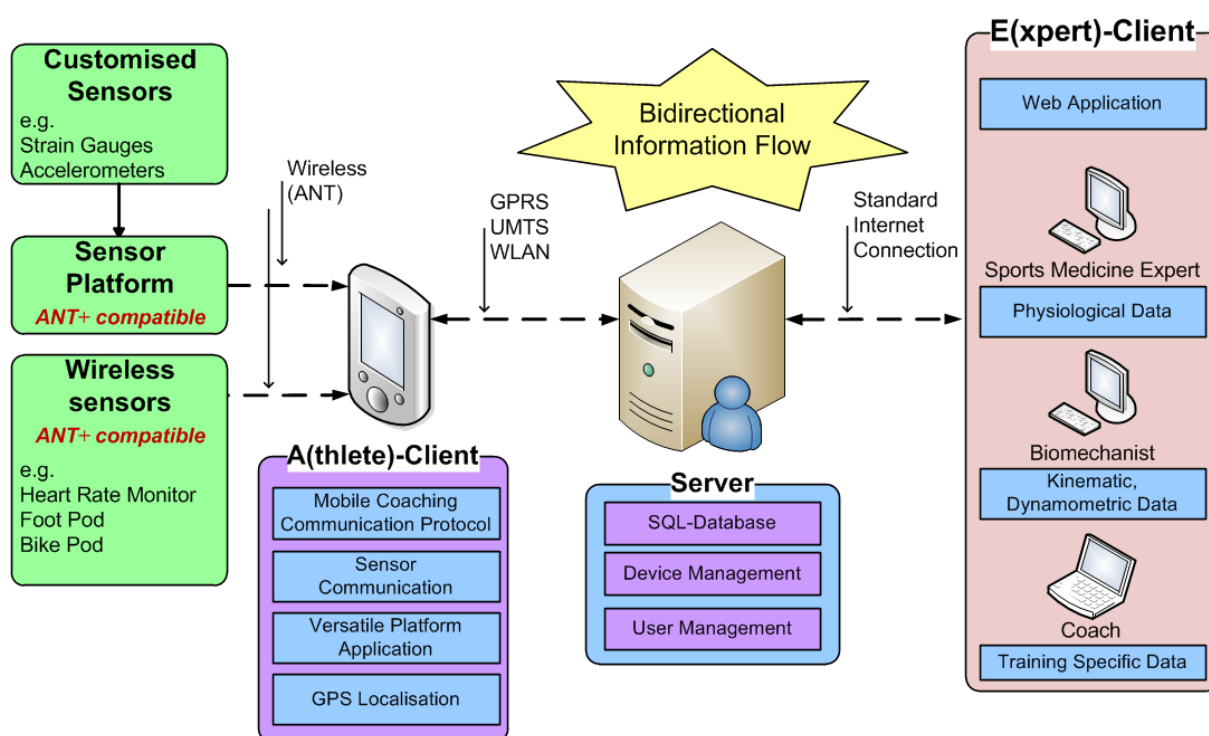 Customised
Sensors
e.g.
Strain Gauges
Accelerometers
Sensor
Platform
ANT+ compatible
Wireless
sensors
ANT+ compatible
e.g.
Heart Rate Monitor
Foot Pod
Bike Pod
Wireless
(ANT)
A(thlete)-Client
Mobile Coaching
Communication Protocol
Sensor
Communication
Versatile Platform
Application
GPS Localisation
GPRS
UMTS
WLAN
Bidirectional
Information Flow
Server
SQL-Database
Device Management
User Management
Standard
Internet
Connection
E(xpert)-Client
Web Application
Sports Medicine Expert
Physiological Data
Biomechanist
Kinematic,
Dynamometric Data
Coach
Training Specific Data